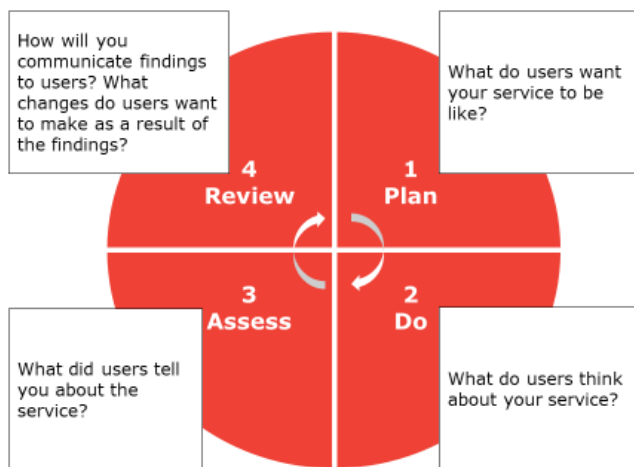 How will you
communicate findings
to users? What
changes do users want
to make as a result of
the findings?
What do users want
your service to be
like?
4
Review
1
Plan
3
Assess
2
Do
What did users tell
you about the
service?
What do users think
about your service?